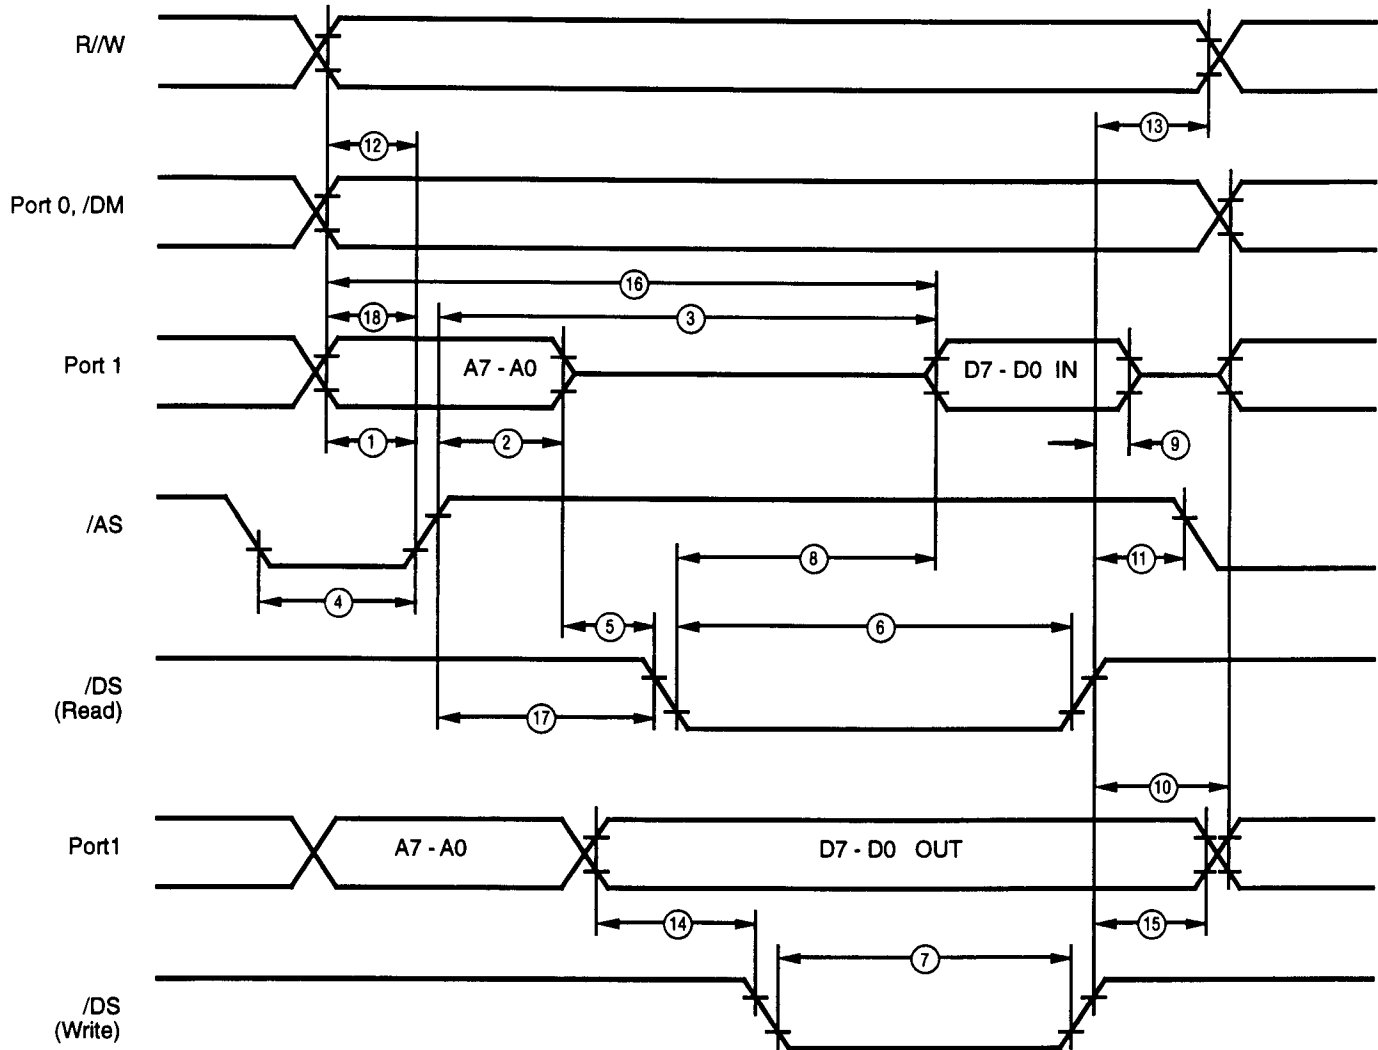 R//W
13
12
Port 0, /DM
16
18
3
Port 1
A7 - A0
D7 - D0 IN
1
2
9
/AS
8
11
4
5
6
/DS
(Read)
17
10
Port1
A7 - A0
D7 - D0 OUT
14
15
7
/DS
(Write)